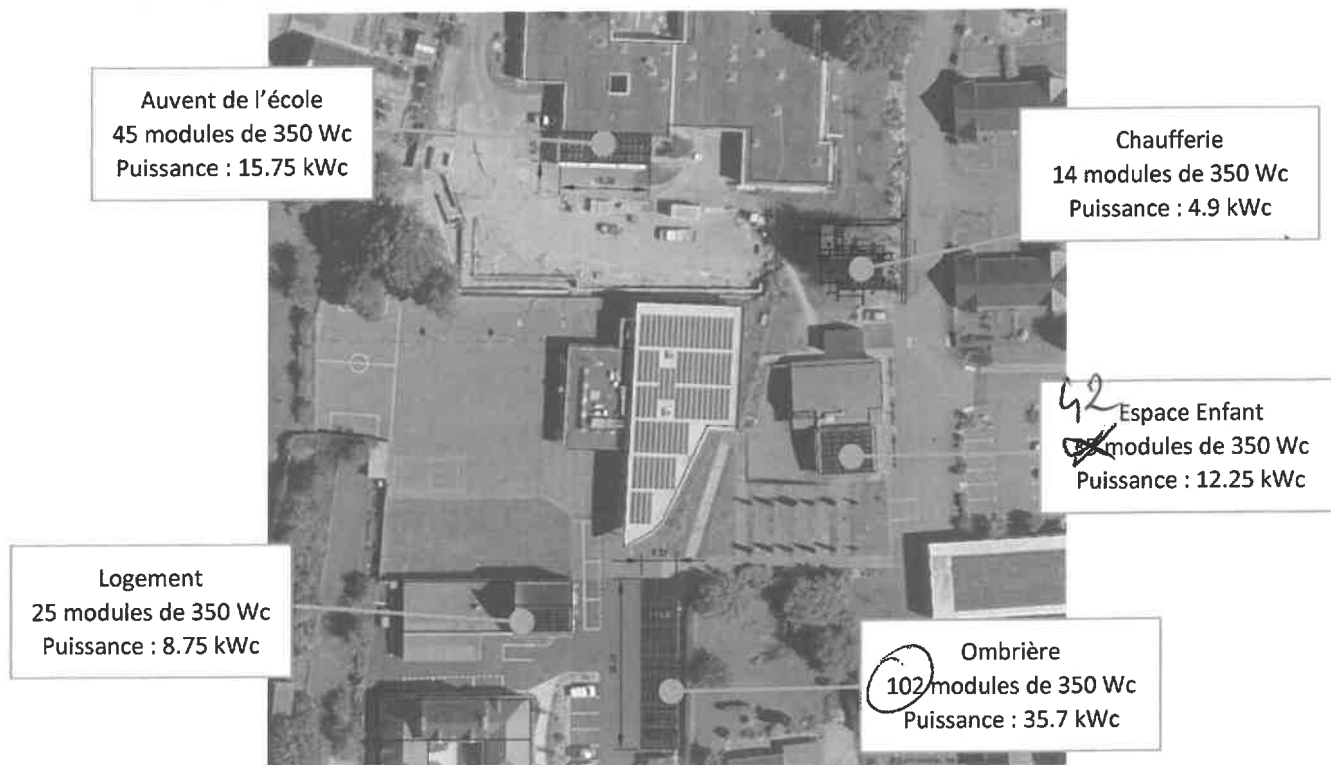 Auvent de l'école
45 modules de 350 Wc
Puissance : 15.75 kWc
Chaufferie
14 modules de 350 Wc
Puissance : 4.9 kWc
42
Espace Enfant
modules de 350 Wc
Puissance : 12.25 kWc
Logement
25 modules de 350 Wc
Puissance : 8.75 kWc
Ombrière
102 modules de 350 Wc
Puissance : 35.7 kWc